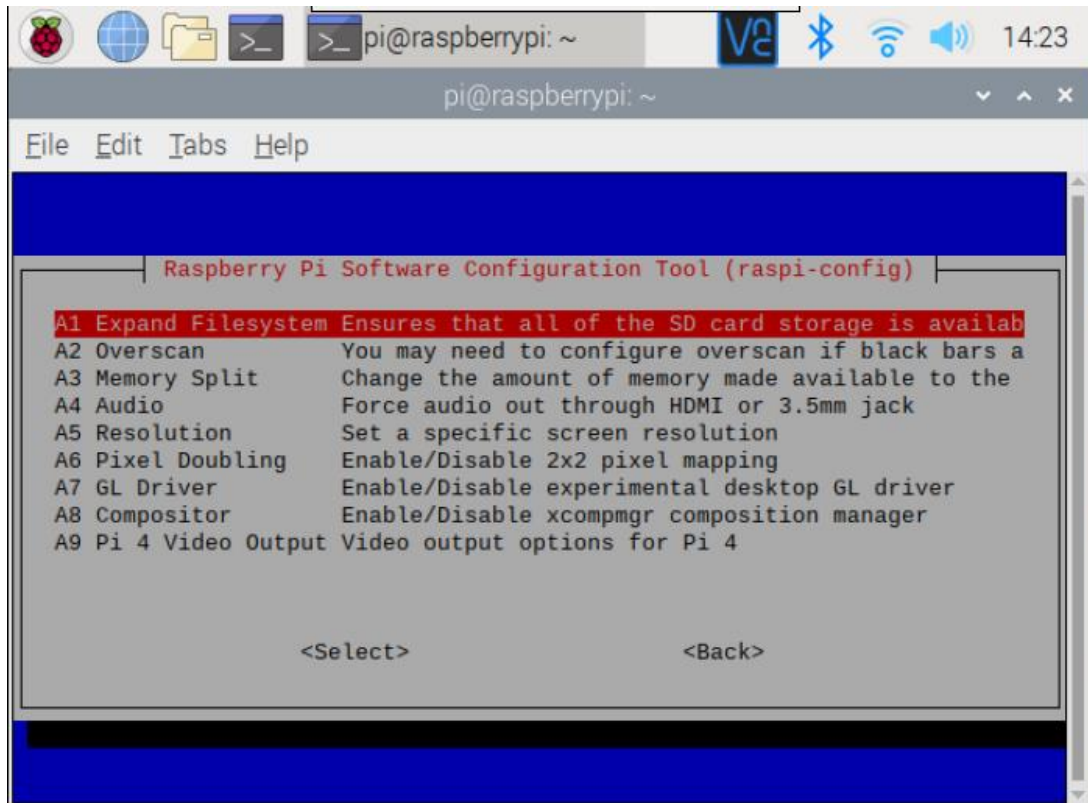 pi@raspberrypi: ~
14:23
pi@raspberrypi: ~
File Edit Tabs Help
Raspberry Pi Software Configuration Tool (raspi-config)
A1 Expand Filesystem Ensures that all of the SD card storage is availab
A2 Overscan You may need to configure overscan if black bars a
A3 Memory Split Change the amount of memory made available to the
A4 Audio Force audio out through HDMI or 3.5mm jack
A5 Resolution Set a specific screen resolution
A6 Pixel Doubling Enable/Disable 2x2 pixel mapping
A7 GL Driver Enable/Disable experimental desktop GL driver
A8 Compositor Enable/Disable xcompmgr composition manager
A9 Pi 4 Video Output Video output options for Pi 4
<Select> <Back>